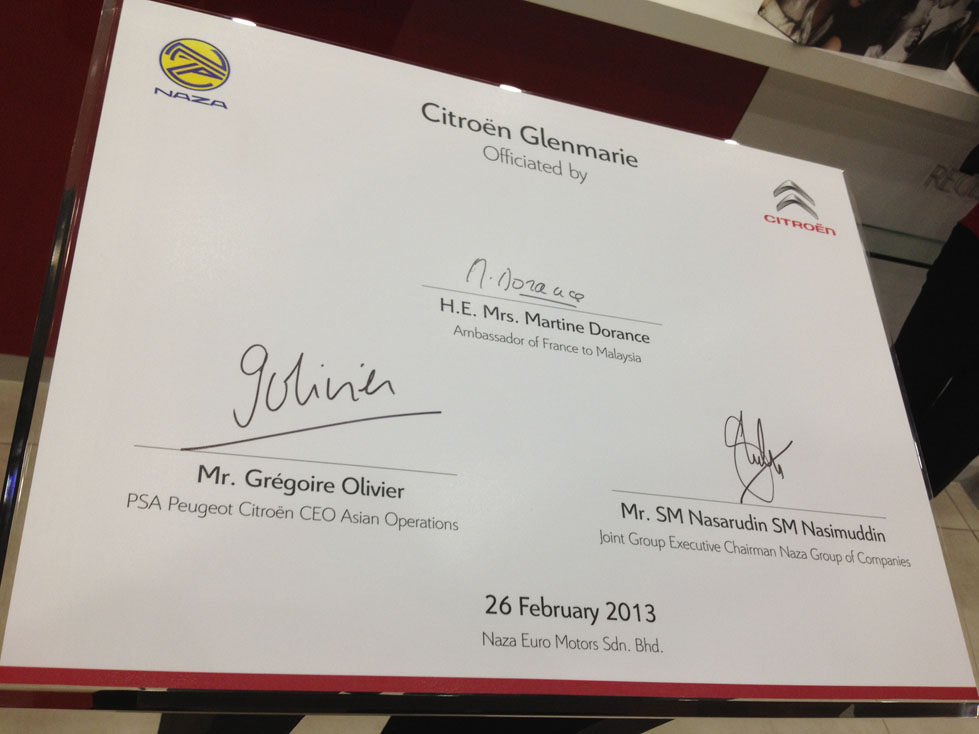 NAZA
Citroën Glenmarie
Officiated by
CITROËN
M. Dorance
H.E. Mrs. Martine Dorance
Ambassador of France to Malaysia
golivier
Mr. Grégoire Olivier
PSA Peugeot Citroën CEO Asian Operations
Mr. SM Nasarudin SM Nasimuddin
Joint Group Executive Chairman Naza Group of Companies
26 February 2013
Naza Euro Motors Sdn. Bhd.